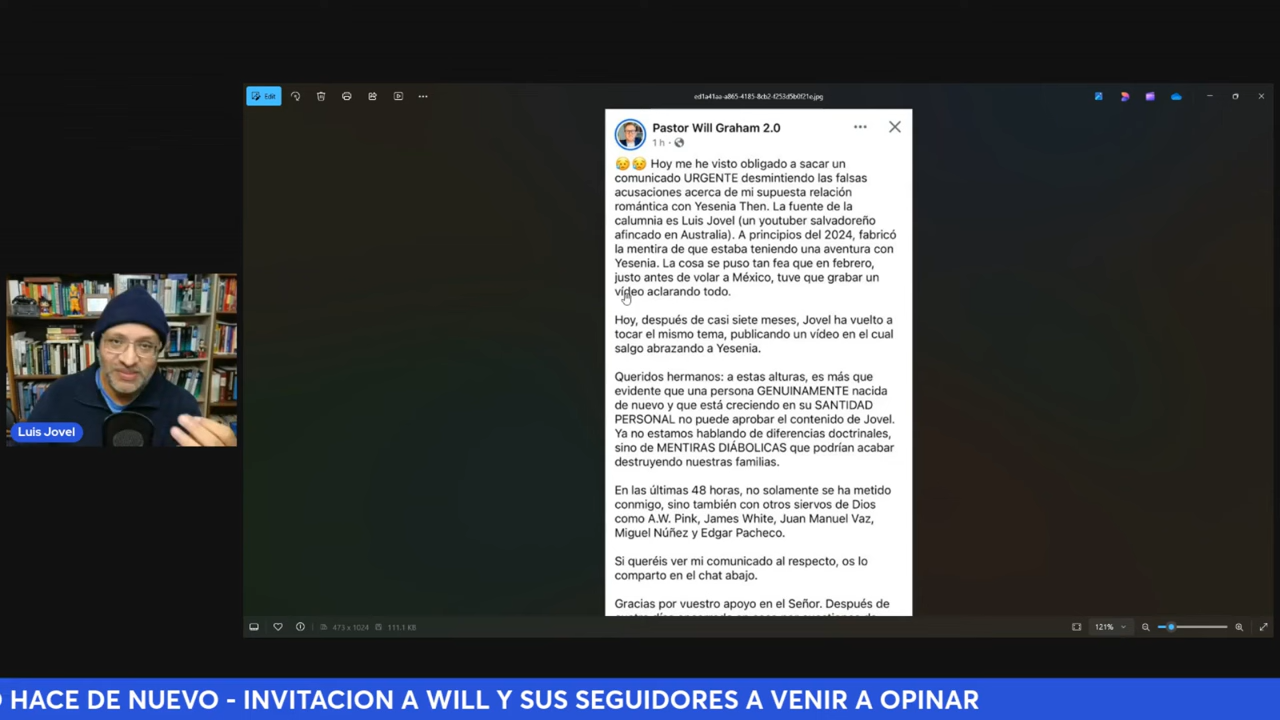 Edit
ed1a41aa-a865-4185-8cb2-f253d5b0f21e.jpg
Pastor Will Graham 2.0
1 h
😥😥 Hoy me he visto obligado a sacar un
comunicado URGENTE desmintiendo las falsas
acusaciones acerca de mi supuesta relación
romántica con Yesenia Then. La fuente de la
calumnia es Luis Jovel (un youtuber salvadoreño
afincado en Australia). A principios del 2024, fabricó
la mentira de que estaba teniendo una aventura con
Yesenia. La cosa se puso tan fea que en febrero,
justo antes de volar a México, tuve que grabar un
vídeo aclarando todo.
Hoy, después de casi siete meses, Jovel ha vuelto a
tocar el mismo tema, publicando un vídeo en el cual
salgo abrazando a Yesenia.
Queridos hermanos: a estas alturas, es más que
evidente que una persona GENUINAMENTE nacida
de nuevo y que está creciendo en su SANTIDAD
PERSONAL no puede aprobar el contenido de Jovel.
Ya no estamos hablando de diferencias doctrinales,
sino de MENTIRAS DIÁBOLICAS que podrían acabar
destruyendo nuestras familias.
En las últimas 48 horas, no solamente se ha metido
conmigo, sino también con otros siervos de Dios
como A.W. Pink, James White, Juan Manuel Vaz,
Miguel Núñez y Edgar Pacheco.
Si queréis ver mi comunicado al respecto, os lo
comparto en el chat abajo.
Gracias por vuestro apoyo en el Señor. Después de
Luis Jovel
473 x 1024
111.1 KB
121%
HACE DE NUEVO - INVITACION A WILL Y SUS SEGUIDORES A VENIR A OPINAR